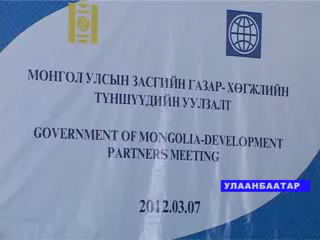 МОНГОЛ УЛСЫН ЗАСГИЙН ГАЗАР- ХӨГЖЛИЙН
ТҮНШҮҮДИЙН УУЛЗАЛТ
GOVERNMENT OF MONGOLIA-DEVELOPMENT
PARTNERS MEETING
УЛААНБААТАР
2012.03.07